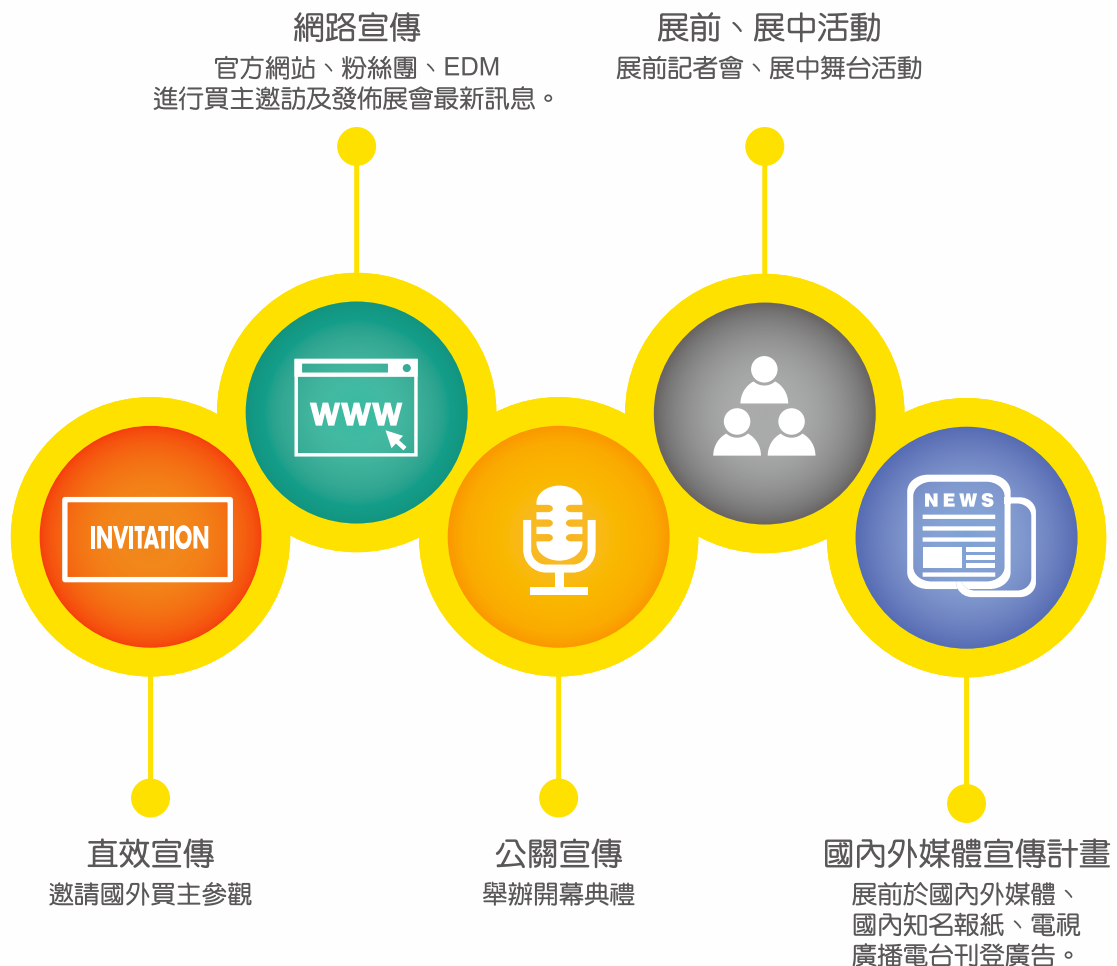 網路宣傳
官方網站、粉絲團、EDM
進行買主邀訪及發佈展會最新訊息。
展前、展中活動
展前記者會、展中舞台活動
INVITATION
WWW
NEWS
直效宣傳
邀請國外買主參觀
公關宣傳
舉辦開幕典禮
國內外媒體宣傳計畫
展前於國內外媒體、
國內知名報紙、電視
廣播電台刊登廣告。